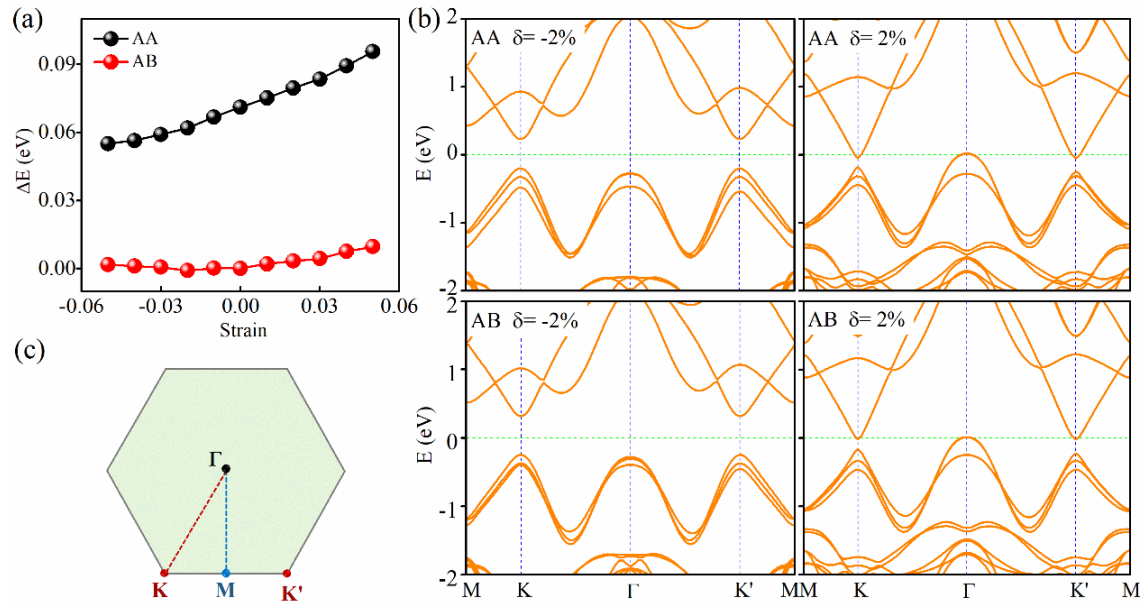 (a)
AA
AB
ΔE (eV)
0.09
0.06
0.03
0.00
-0.06
-0.03
0.00
0.03
0.06
Strain
(b)
AA δ= -2%
AA δ= 2%
AB δ= -2%
AB δ= 2%
E (eV)
2
1
0
-1
-2
E (eV)
2
1
0
-1
-2
M K Γ K' M K Γ K' M
(c)
Γ
K
M
K'